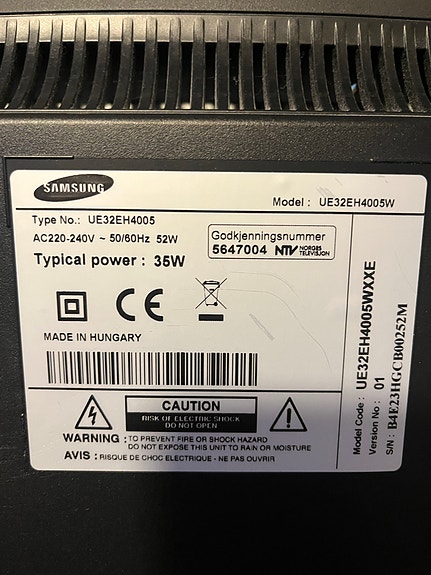 SAMSUNG
Model : UE32EH4005W
Type No.: UE32EH4005
AC220-240V ~ 50/60Hz 52W
Typical power : 35W
Godkjenningsnummer
5647004 NTV NORGES TELEVISJON
CE
MADE IN HUNGARY
CAUTION
RISK OF ELECTRIC SHOCK
DO NOT OPEN
WARNING : TO PREVENT FIRE OR SHOCK HAZARD
DO NOT EXPOSE THIS UNIT TO RAIN OR MOISTURE
AVIS : RISQUE DE CHOC ELECTRIQUE - NE PAS OUVRIR
Model Code : UE32EH4005WXXE
Version No : 01
S/N : B4E23HGCB00252M